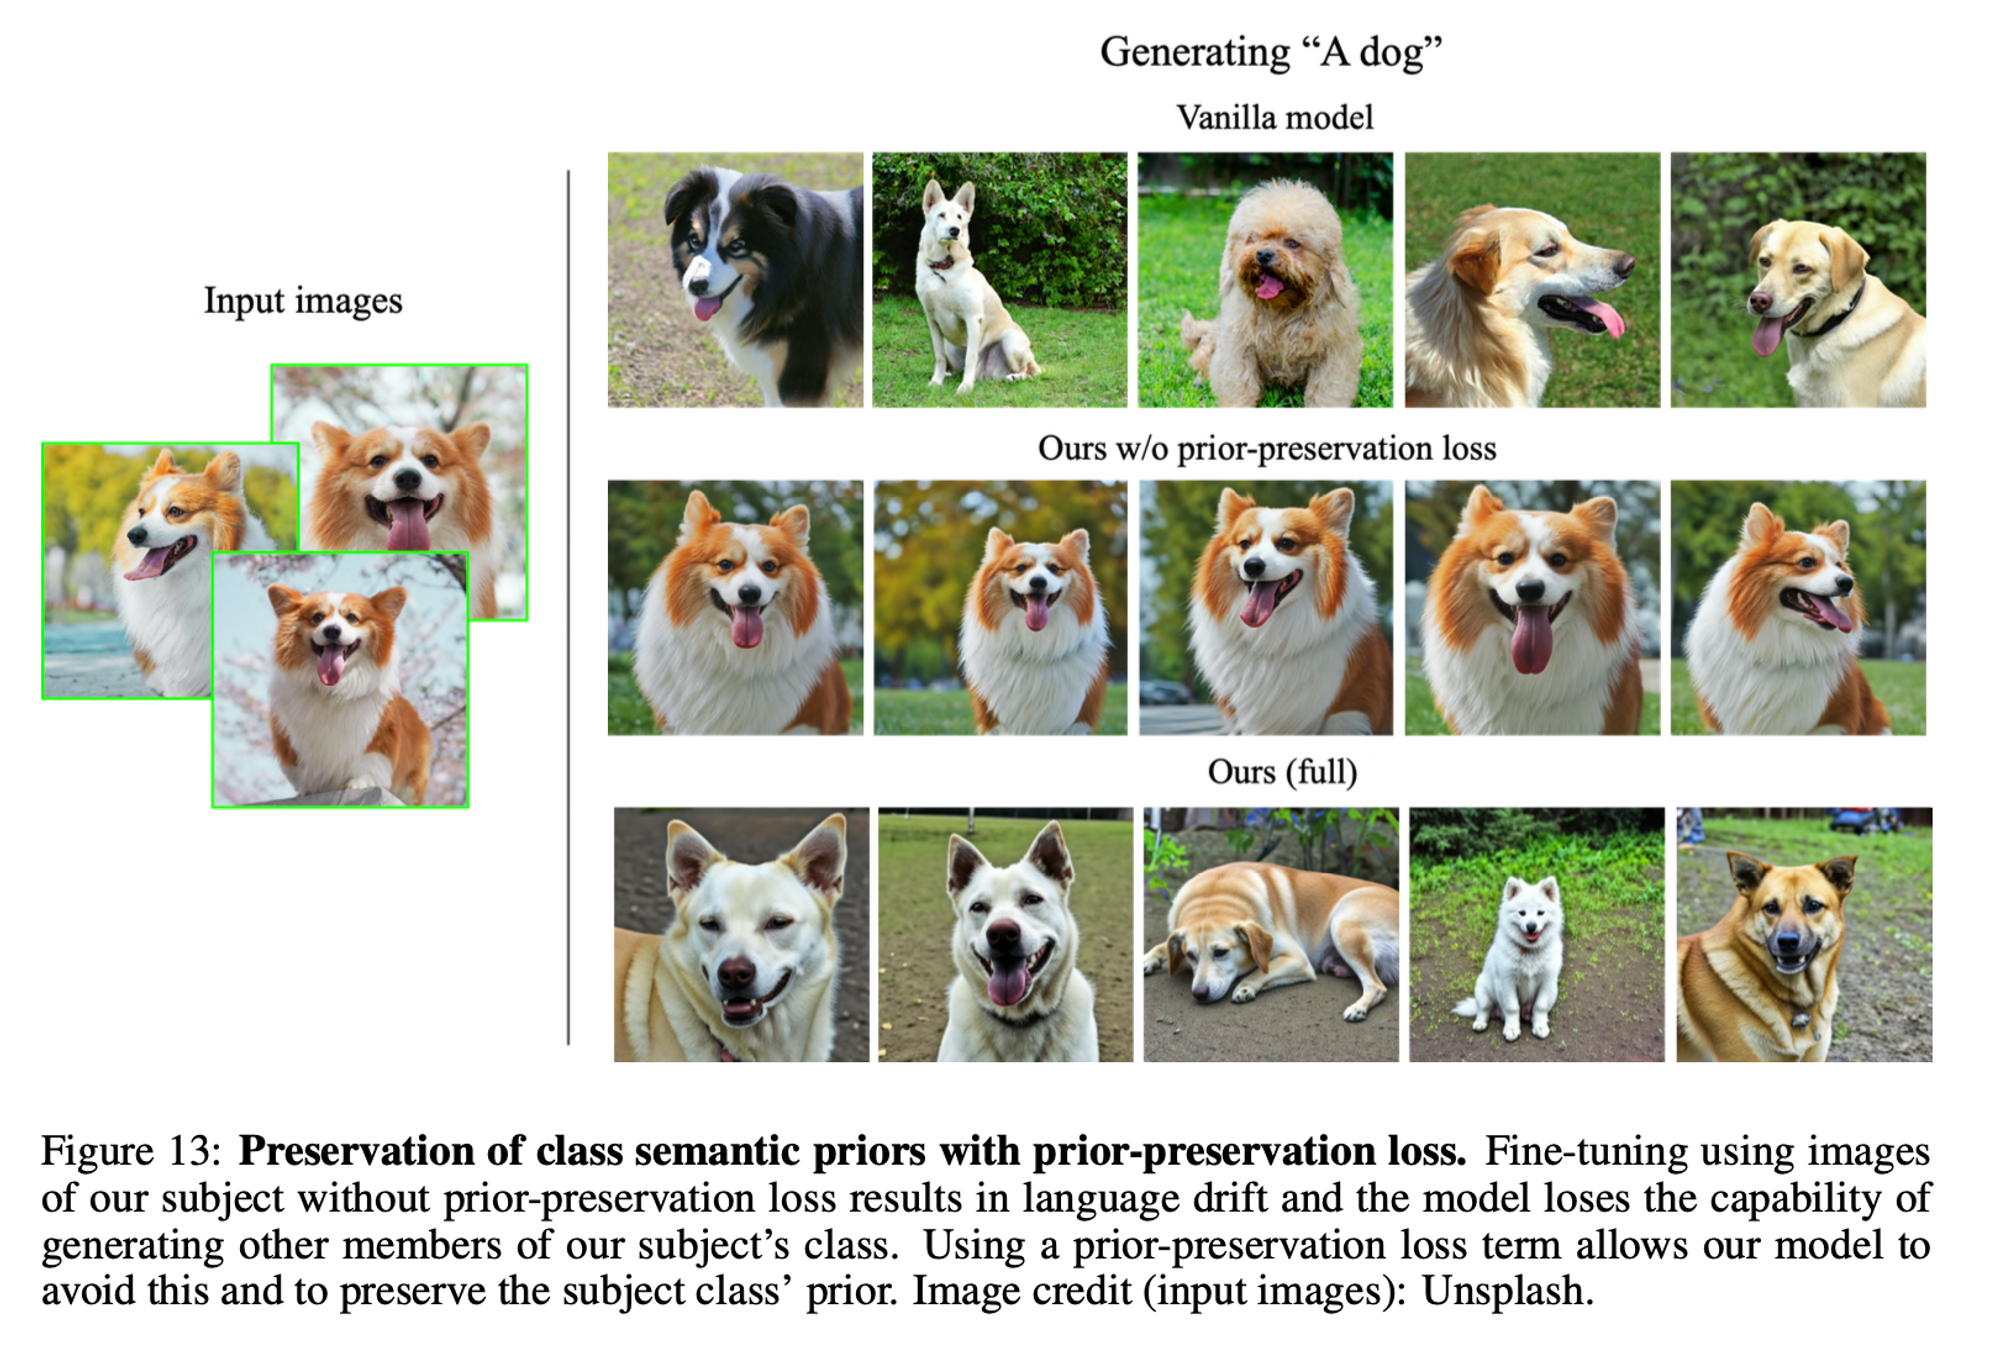 Generating “A dog”
Vanilla model
Input images
Ours w/o prior-preservation loss
Ours (full)
Figure 13: Preservation of class semantic priors with prior-preservation loss. Fine-tuning using images
of our subject without prior-preservation loss results in language drift and the model loses the capability of
generating other members of our subject’s class. Using a prior-preservation loss term allows our model to
avoid this and to preserve the subject class’ prior. Image credit (input images): Unsplash.